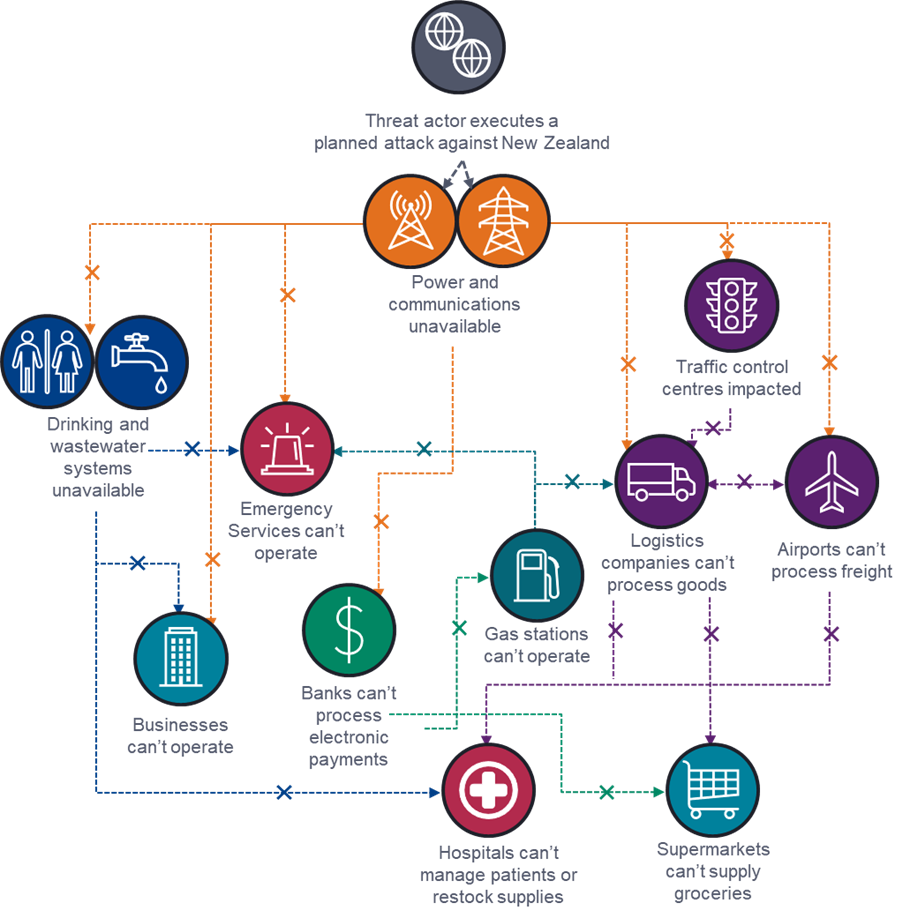 Threat actor executes a
planned attack against New Zealand
Power and
communications
unavailable
Traffic control
centres impacted
Drinking and
wastewater
systems
unavailable
Emergency
Services can’t
operate
Logistics
companies can’t
process goods
Airports can’t
process freight
Gas stations
can’t operate
Banks can’t
process
electronic
payments
Businesses
can’t operate
Hospitals can’t
manage patients or
restock supplies
Supermarkets
can’t supply
groceries